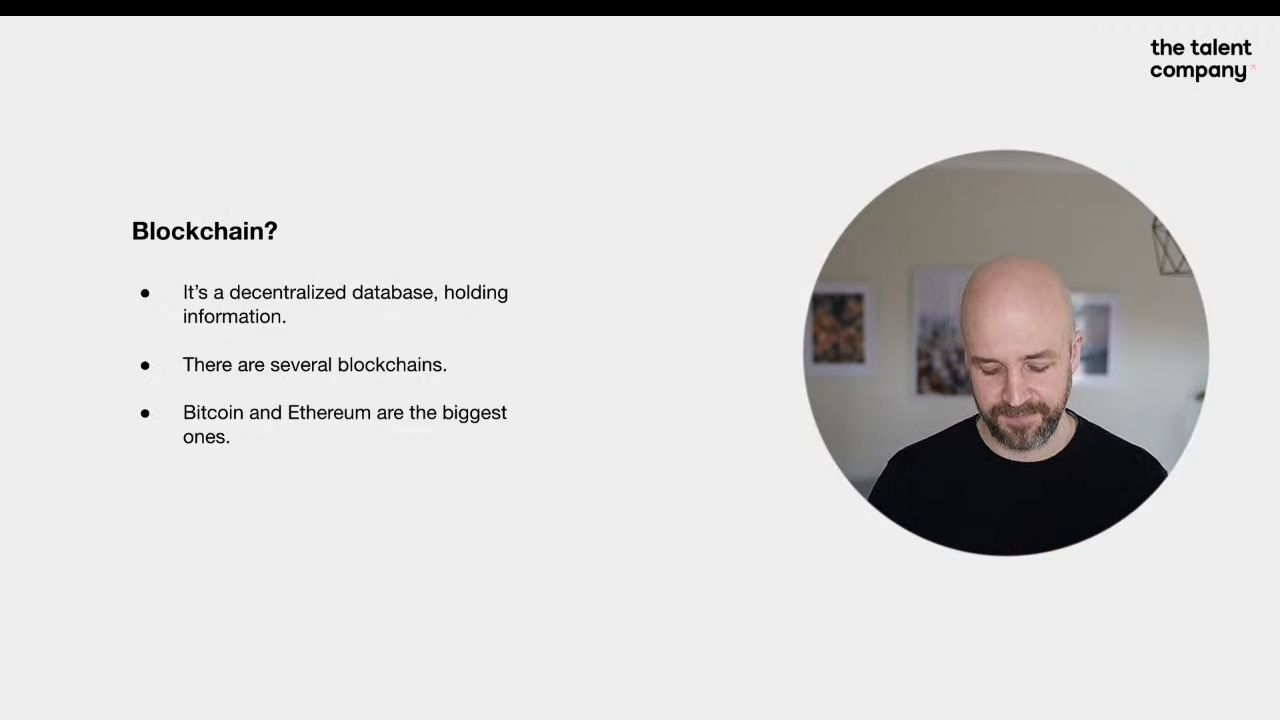 the talent
company*
Blockchain?
● It’s a decentralized database, holding
information.
● There are several blockchains.
● Bitcoin and Ethereum are the biggest
ones.